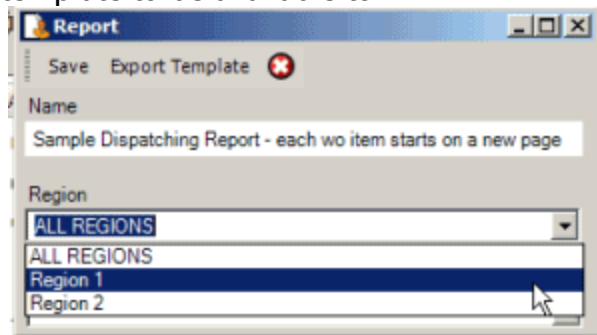 Report
Save Export Template
Name
Sample Dispatching Report - each wo item starts on a new page
Region
ALL REGIONS
ALL REGIONS
Region 1
Region 2